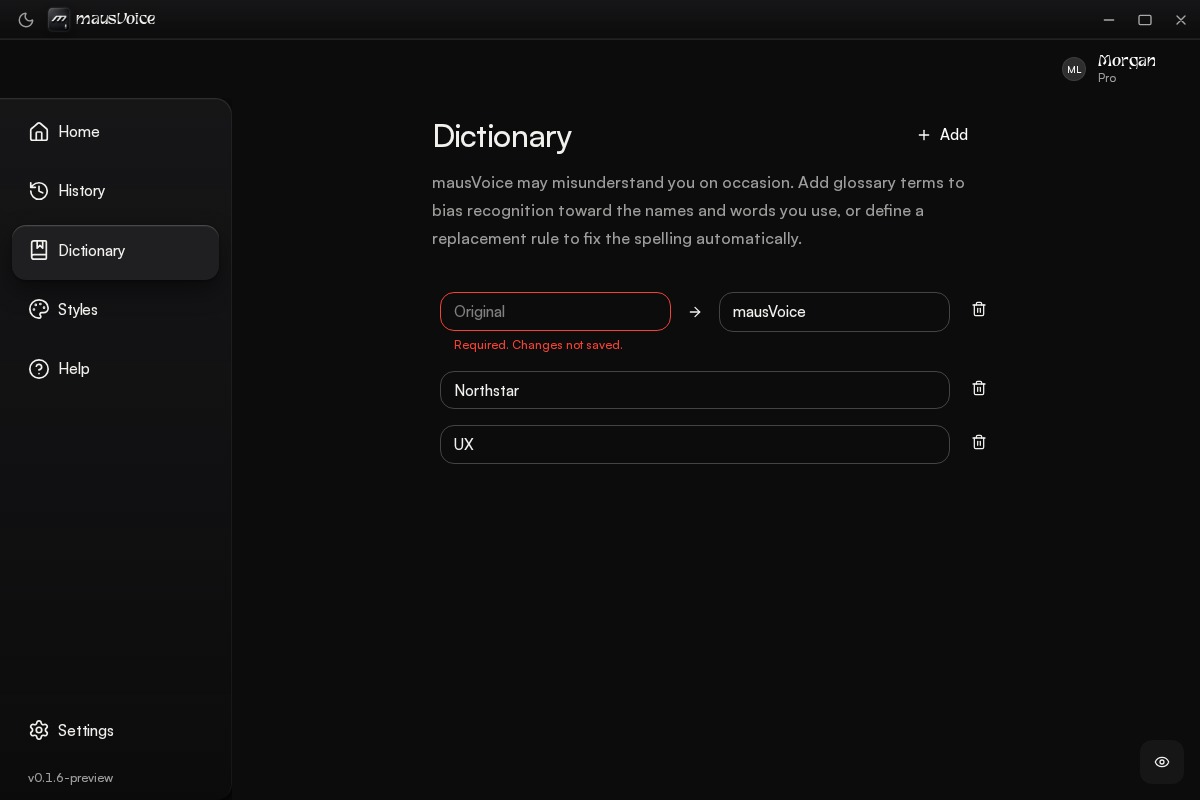 mausVoice
ML
Morgan
Pro
Home
History
Dictionary
Styles
Help
Settings
v0.1.6-preview
Dictionary
Add
mausVoice may misunderstand you on occasion. Add glossary terms to
bias recognition toward the names and words you use, or define a
replacement rule to fix the spelling automatically.
Original
mausVoice
Required. Changes not saved.
Northstar
UX